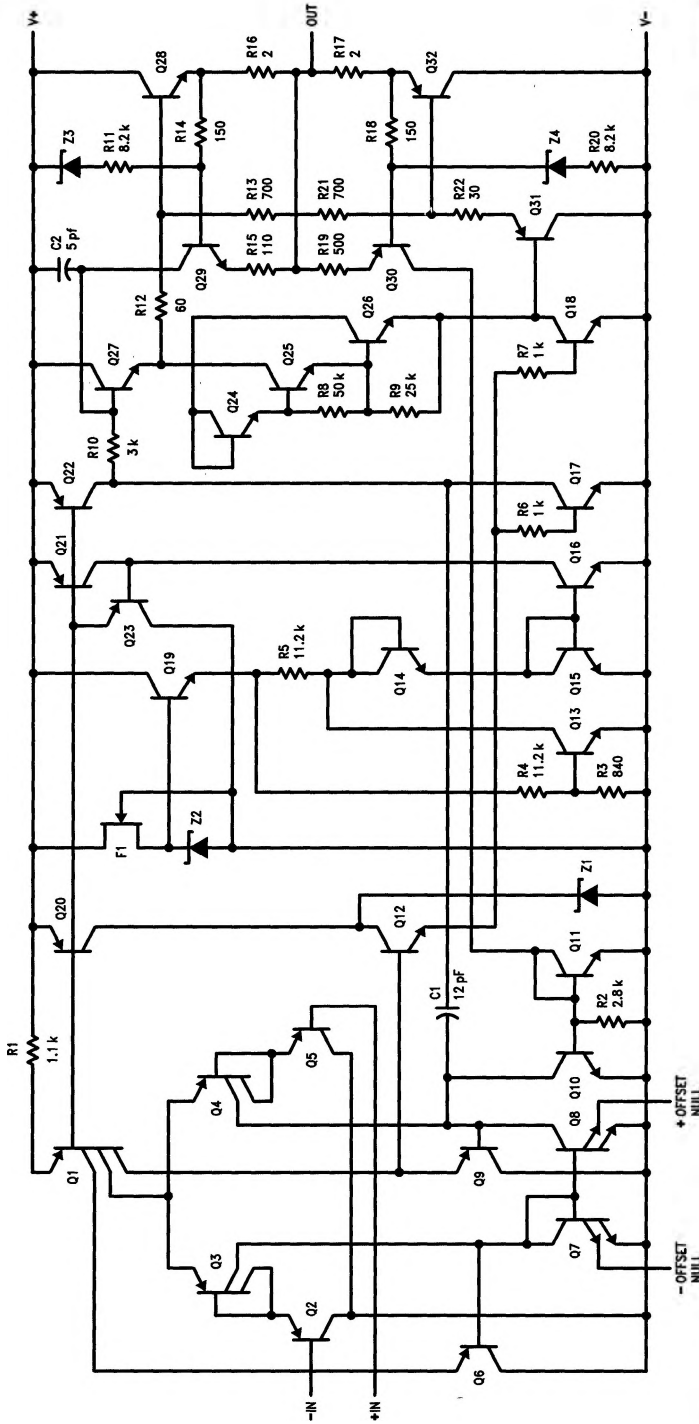 V+
OUT
V-
Q28
R16
2
R17
2
Q32
Z3
R11
8.2 k
R14
150
R18
150
Z4
R20
8.2 k
C2
5 pf
R13
700
R21
700
R22
30
Q31
Q29
R15
110
R19
500
Q30
R12
60
Q27
Q26
Q25
Q24
R8
50 k
R9
25 k
Q18
R7
1 k
R10
3 k
Q22
Q17
R6
1 k
Q21
Q16
Q23
Q19
R5
11.2 k
Q14
Q15
Q13
R4
11.2 k
R3
840
F1
Z2
Q20
Q12
Z1
R1
1.1 k
C1
12 pF
Q11
R2
2.8 k
Q10
Q5
Q4
Q1
Q9
Q8
+ OFFSET
NULL
Q3
Q2
Q7
- OFFSET
NULL
Q6
-IN
+IN